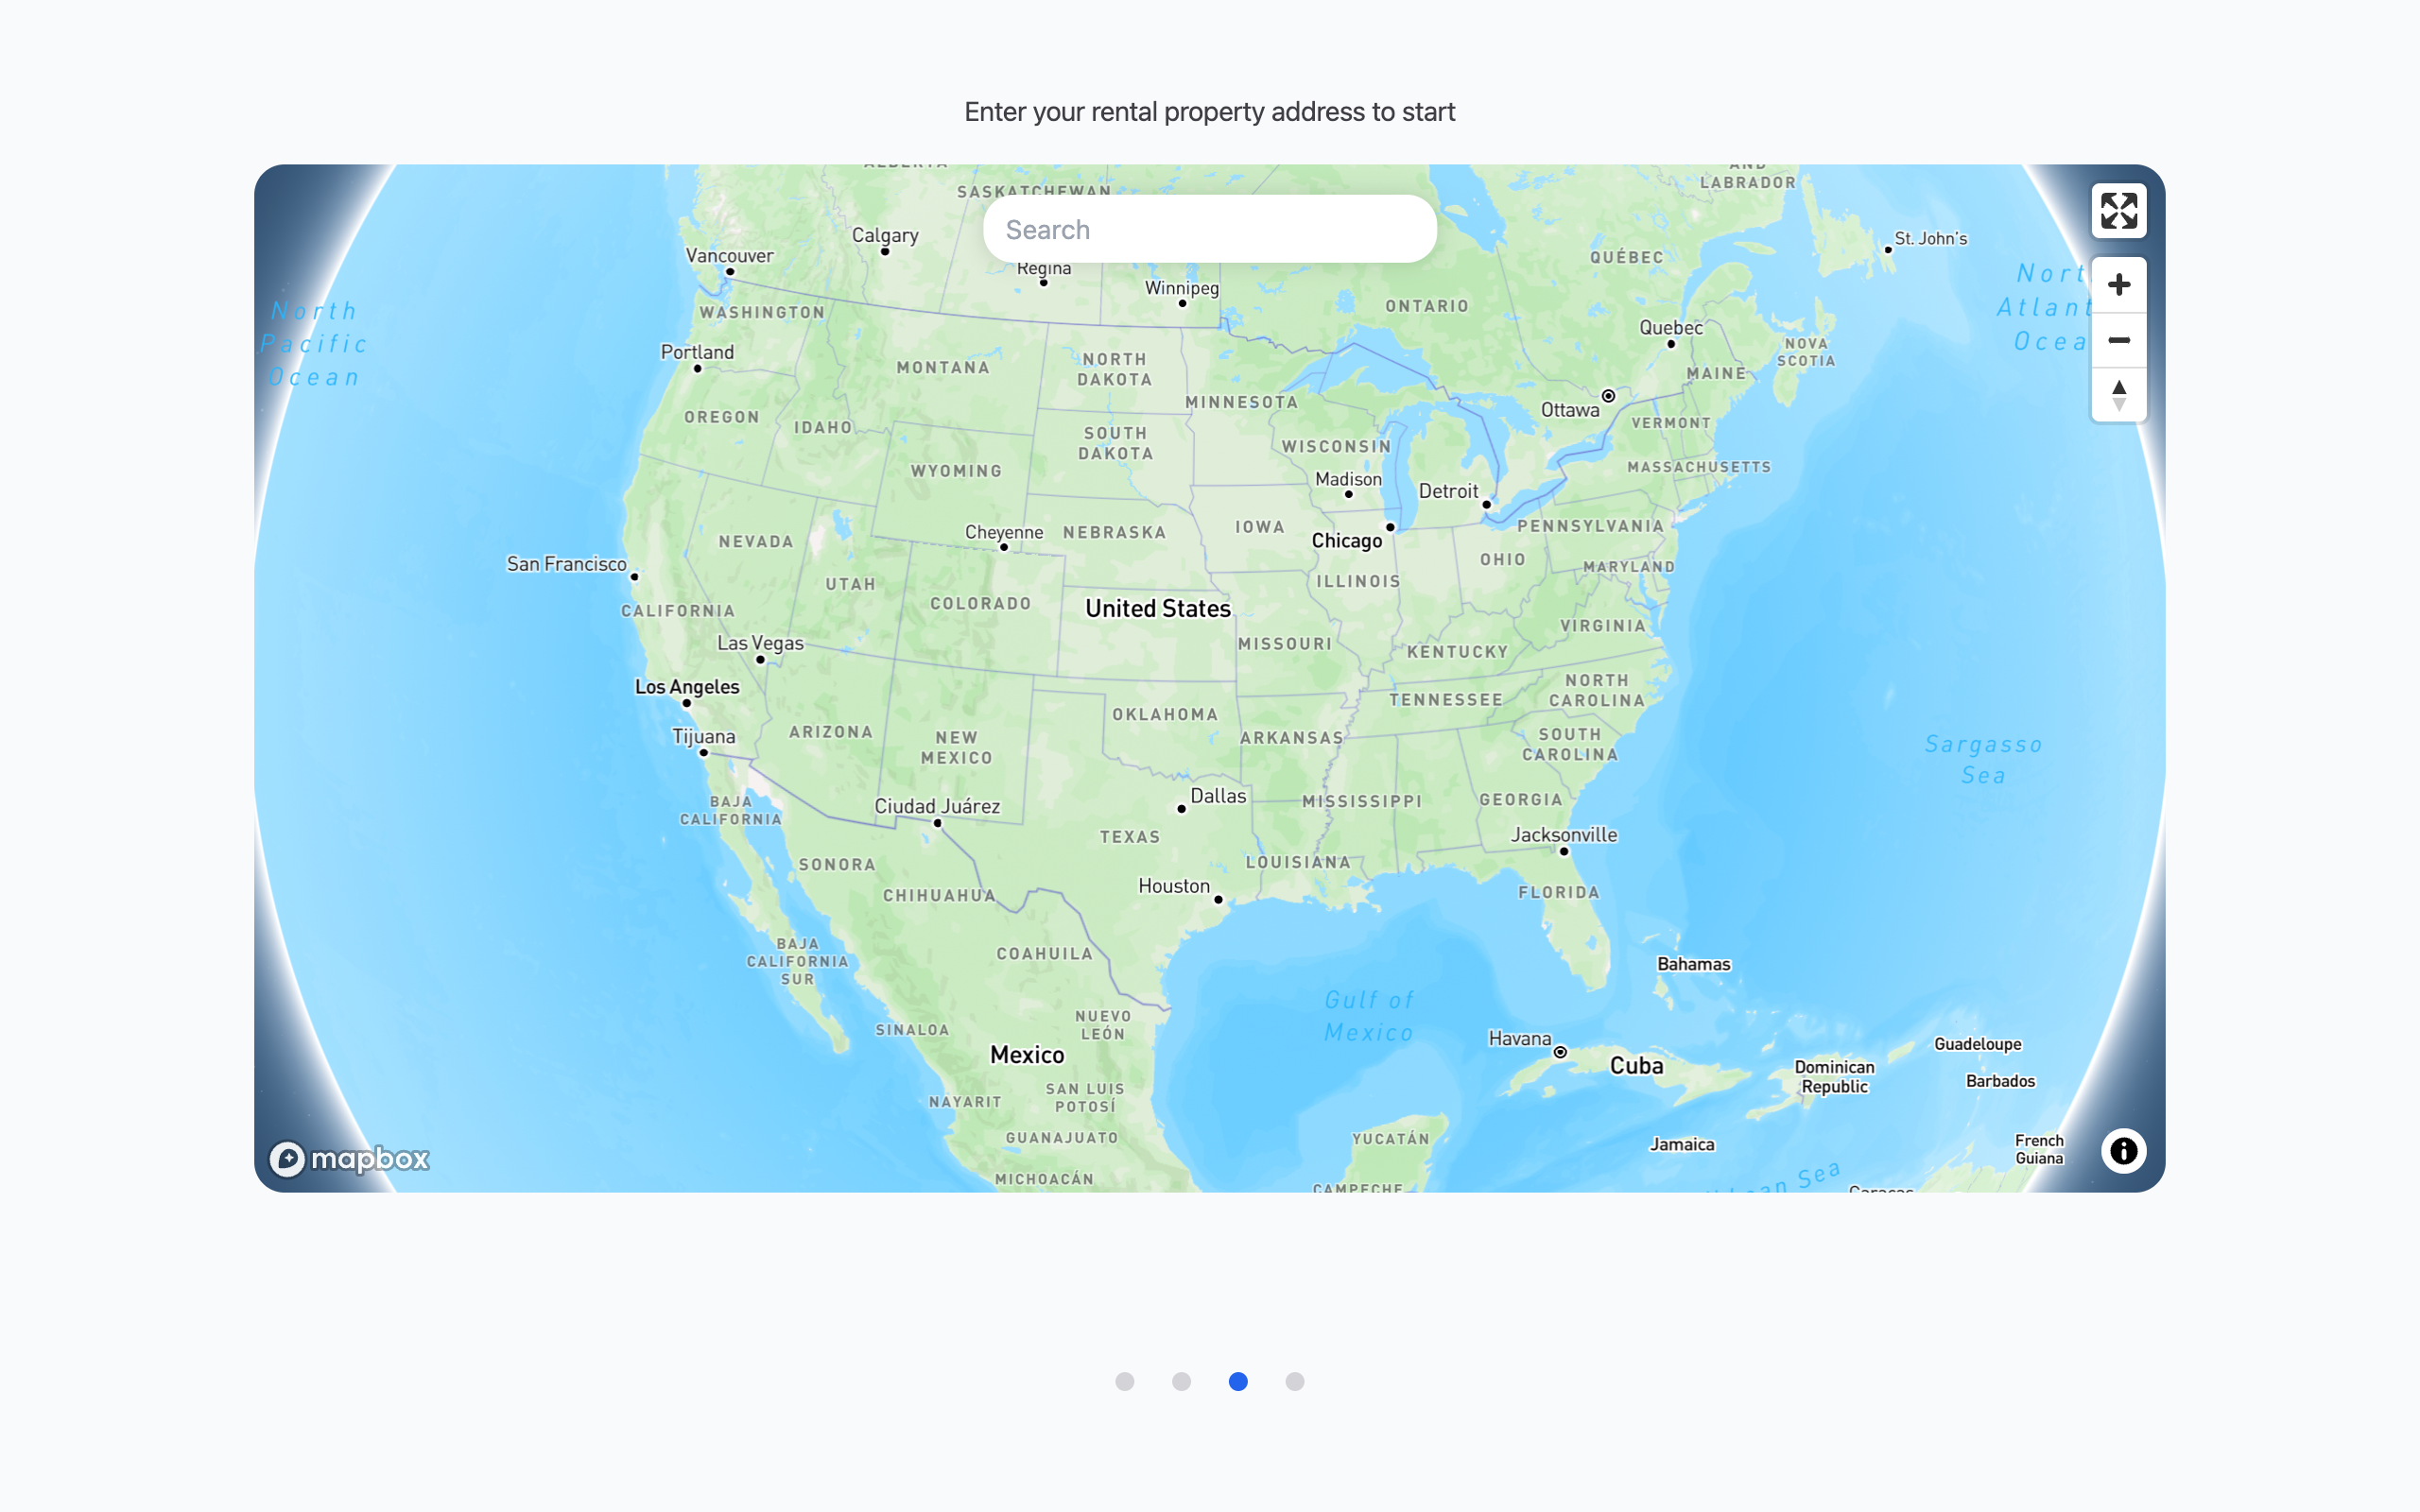 Enter your rental property address to start
ALBERTA
SASKATCHEWAN
AND
LABRADOR
Search
Calgary
Vancouver
Regina
Winnipeg
St. John's
QUÉBEC
North
Pacific
Ocean
WASHINGTON
ONTARIO
Quebec
Nort
Atlant
Ocea
Portland
MONTANA
NORTH
DAKOTA
NOVA
SCOTIA
MAINE
MINNESOTA
Ottawa
OREGON
IDAHO
VERMONT
SOUTH
DAKOTA
WISCONSIN
WYOMING
MASSACHUSETTS
Madison
Detroit
Cheyenne
NEBRASKA
IOWA
PENNSYLVANIA
NEVADA
Chicago
OHIO
San Francisco
MARYLAND
UTAH
ILLINOIS
CALIFORNIA
COLORADO
United States
VIRGINIA
Las Vegas
MISSOURI
KENTUCKY
Los Angeles
NORTH
CAROLINA
TENNESSEE
OKLAHOMA
Tijuana
ARIZONA
NEW
MEXICO
ARKANSAS
SOUTH
CAROLINA
Sargasso
Sea
BAJA
CALIFORNIA
Ciudad Juárez
Dallas
MISSISSIPPI
GEORGIA
TEXAS
Jacksonville
SONORA
LOUISIANA
CHIHUAHUA
Houston
FLORIDA
BAJA
CALIFORNIA
SUR
COAHUILA
Bahamas
Gulf of
Mexico
SINALOA
NUEVO
LEÓN
Havana
Mexico
Cuba
Guadeloupe
Dominican
Republic
Barbados
NAYARIT
SAN LUIS
POTOSÍ
GUANAJUATO
YUCATÁN
Jamaica
French
Guiana
mapbox
MICHOACÁN
CAMPECHE
Sea
Caracas